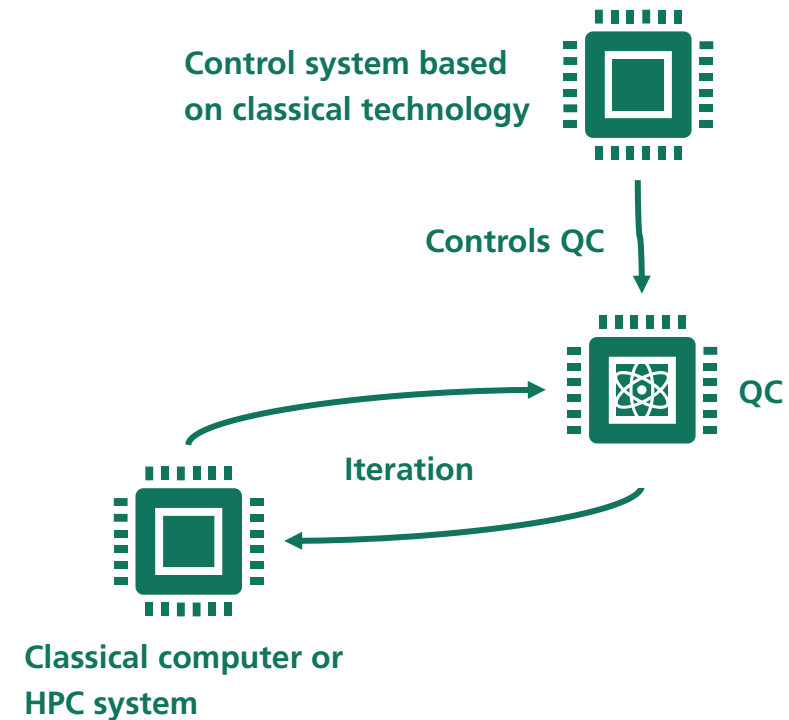 Control system based
on classical technology
Controls QC
QC
Iteration
Classical computer or
HPC system